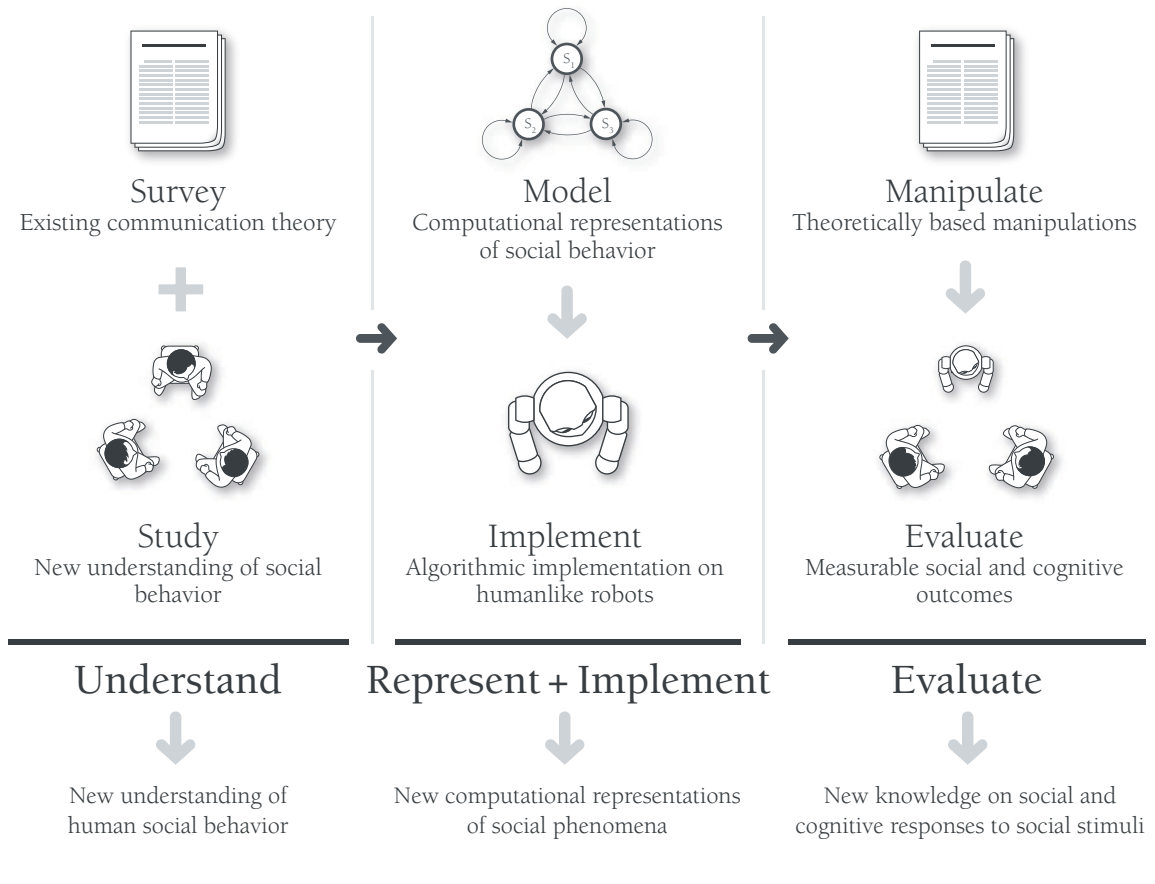 Survey
Existing communication theory
Study
New understanding of social
behavior
Understand
New understanding of
human social behavior
S1
S2
S3
Model
Computational representations
of social behavior
Implement
Algorithmic implementation on
humanlike robots
Represent + Implement
New computational representations
of social phenomena
Manipulate
Theoretically based manipulations
Evaluate
Measurable social and cognitive
outcomes
Evaluate
New knowledge on social and
cognitive responses to social stimuli